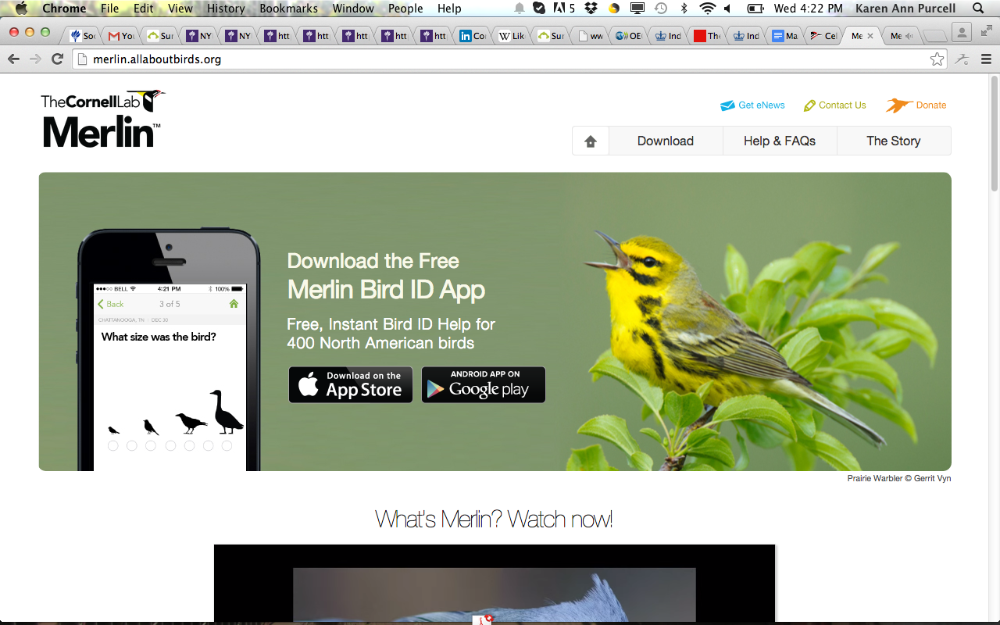 Chrome File Edit View History Bookmarks Window People Help 5 Wed 4:22 PM Karen Ann Purcell
Soc You Sur NY NY htt htt htt htt htt Co Lik Sur ww OE Ind Th Ind Ma Cel Me Me
merlin.allaboutbirds.org
TheCornellLab
Merlin™
Get eNews Contact Us Donate
Download Help & FAQs The Story
BELL 4:21 PM 100%
Back 3 of 5
CHATTANOOGA, TN | DEC 30
What size was the bird?
Download the Free
Merlin Bird ID App
Free, Instant Bird ID Help for
400 North American birds
Download on the
App Store
ANDROID APP ON
Google play
Prairie Warbler © Gerrit Vyn
What's Merlin? Watch now!